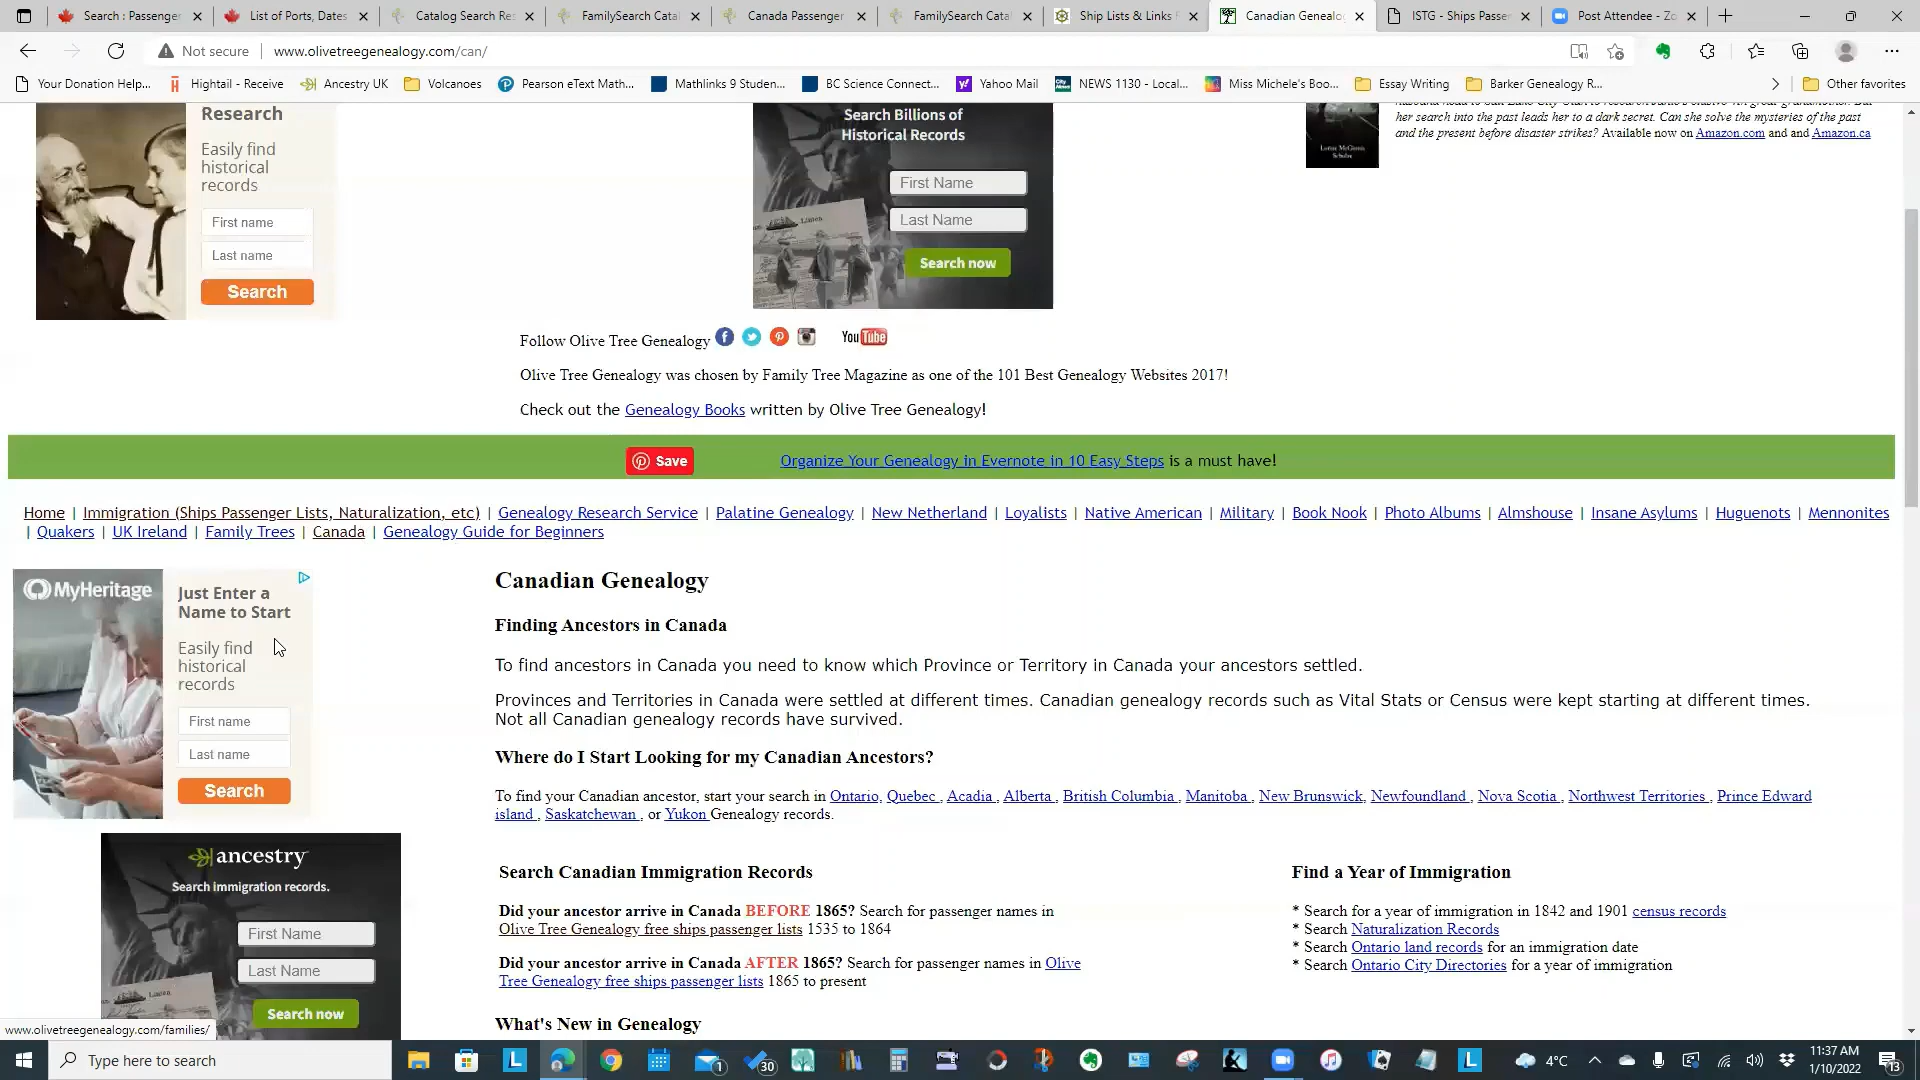 Search : Passenger
List of Ports, Dates
Catalog Search Res
FamilySearch Catal
Canada Passenger
FamilySearch Catal
Ship Lists & Links F
Canadian Genealog
ISTG - Ships Passe
Post Attendee - Zo
Not secure
www.olivetreegenealogy.com/can/
Your Donation Help...
Hightail - Receive
Ancestry UK
Volcanoes
Pearson eText Math...
Mathlinks 9 Studen...
BC Science Connect...
Yahoo Mail
NEWS 1130 - Local...
Miss Michele's Boo...
Essay Writing
Barker Genealogy R...
Other favorites
Research
Easily find
historical
records
First name
Last name
Search
Search Billions of
Historical Records
First Name
Last Name
Search now
her search into the past leads her to a dark secret. Can she solve the mysteries of the past
and the present before disaster strikes? Available now on Amazon.com and and Amazon.ca
Follow Olive Tree Genealogy
YouTube
Olive Tree Genealogy was chosen by Family Tree Magazine as one of the 101 Best Genealogy Websites 2017!
Check out the Genealogy Books written by Olive Tree Genealogy!
Save
Organize Your Genealogy in Evernote in 10 Easy Steps is a must have!
Home | Immigration (Ships Passenger Lists, Naturalization, etc) | Genealogy Research Service | Palatine Genealogy | New Netherland | Loyalists | Native American | Military | Book Nook | Photo Albums | Almshouse | Insane Asylums | Huguenots | Mennonites
| Quakers | UK Ireland | Family Trees | Canada | Genealogy Guide for Beginners
MyHeritage
Just Enter a
Name to Start
Easily find
historical
records
First name
Last name
Search
Canadian Genealogy
Finding Ancestors in Canada
To find ancestors in Canada you need to know which Province or Territory in Canada your ancestors settled.
Provinces and Territories in Canada were settled at different times. Canadian genealogy records such as Vital Stats or Census were kept starting at different times.
Not all Canadian genealogy records have survived.
Where do I Start Looking for my Canadian Ancestors?
To find your Canadian ancestor, start your search in Ontario, Quebec , Acadia , Alberta , British Columbia , Manitoba , New Brunswick, Newfoundland , Nova Scotia , Northwest Territories , Prince Edward
island , Saskatchewan , or Yukon Genealogy records.
ancestry
Search immigration records.
First Name
Last Name
Search now
Search Canadian Immigration Records
Did your ancestor arrive in Canada BEFORE 1865? Search for passenger names in
Olive Tree Genealogy free ships passenger lists 1535 to 1864
Did your ancestor arrive in Canada AFTER 1865? Search for passenger names in Olive
Tree Genealogy free ships passenger lists 1865 to present
What's New in Genealogy
Find a Year of Immigration
* Search for a year of immigration in 1842 and 1901 census records
* Search Naturalization Records
* Search Ontario land records for an immigration date
* Search Ontario City Directories for a year of immigration
www.olivetreegenealogy.com/families/
Type here to search
1
30
4°C
11:37 AM
1/10/2022
13